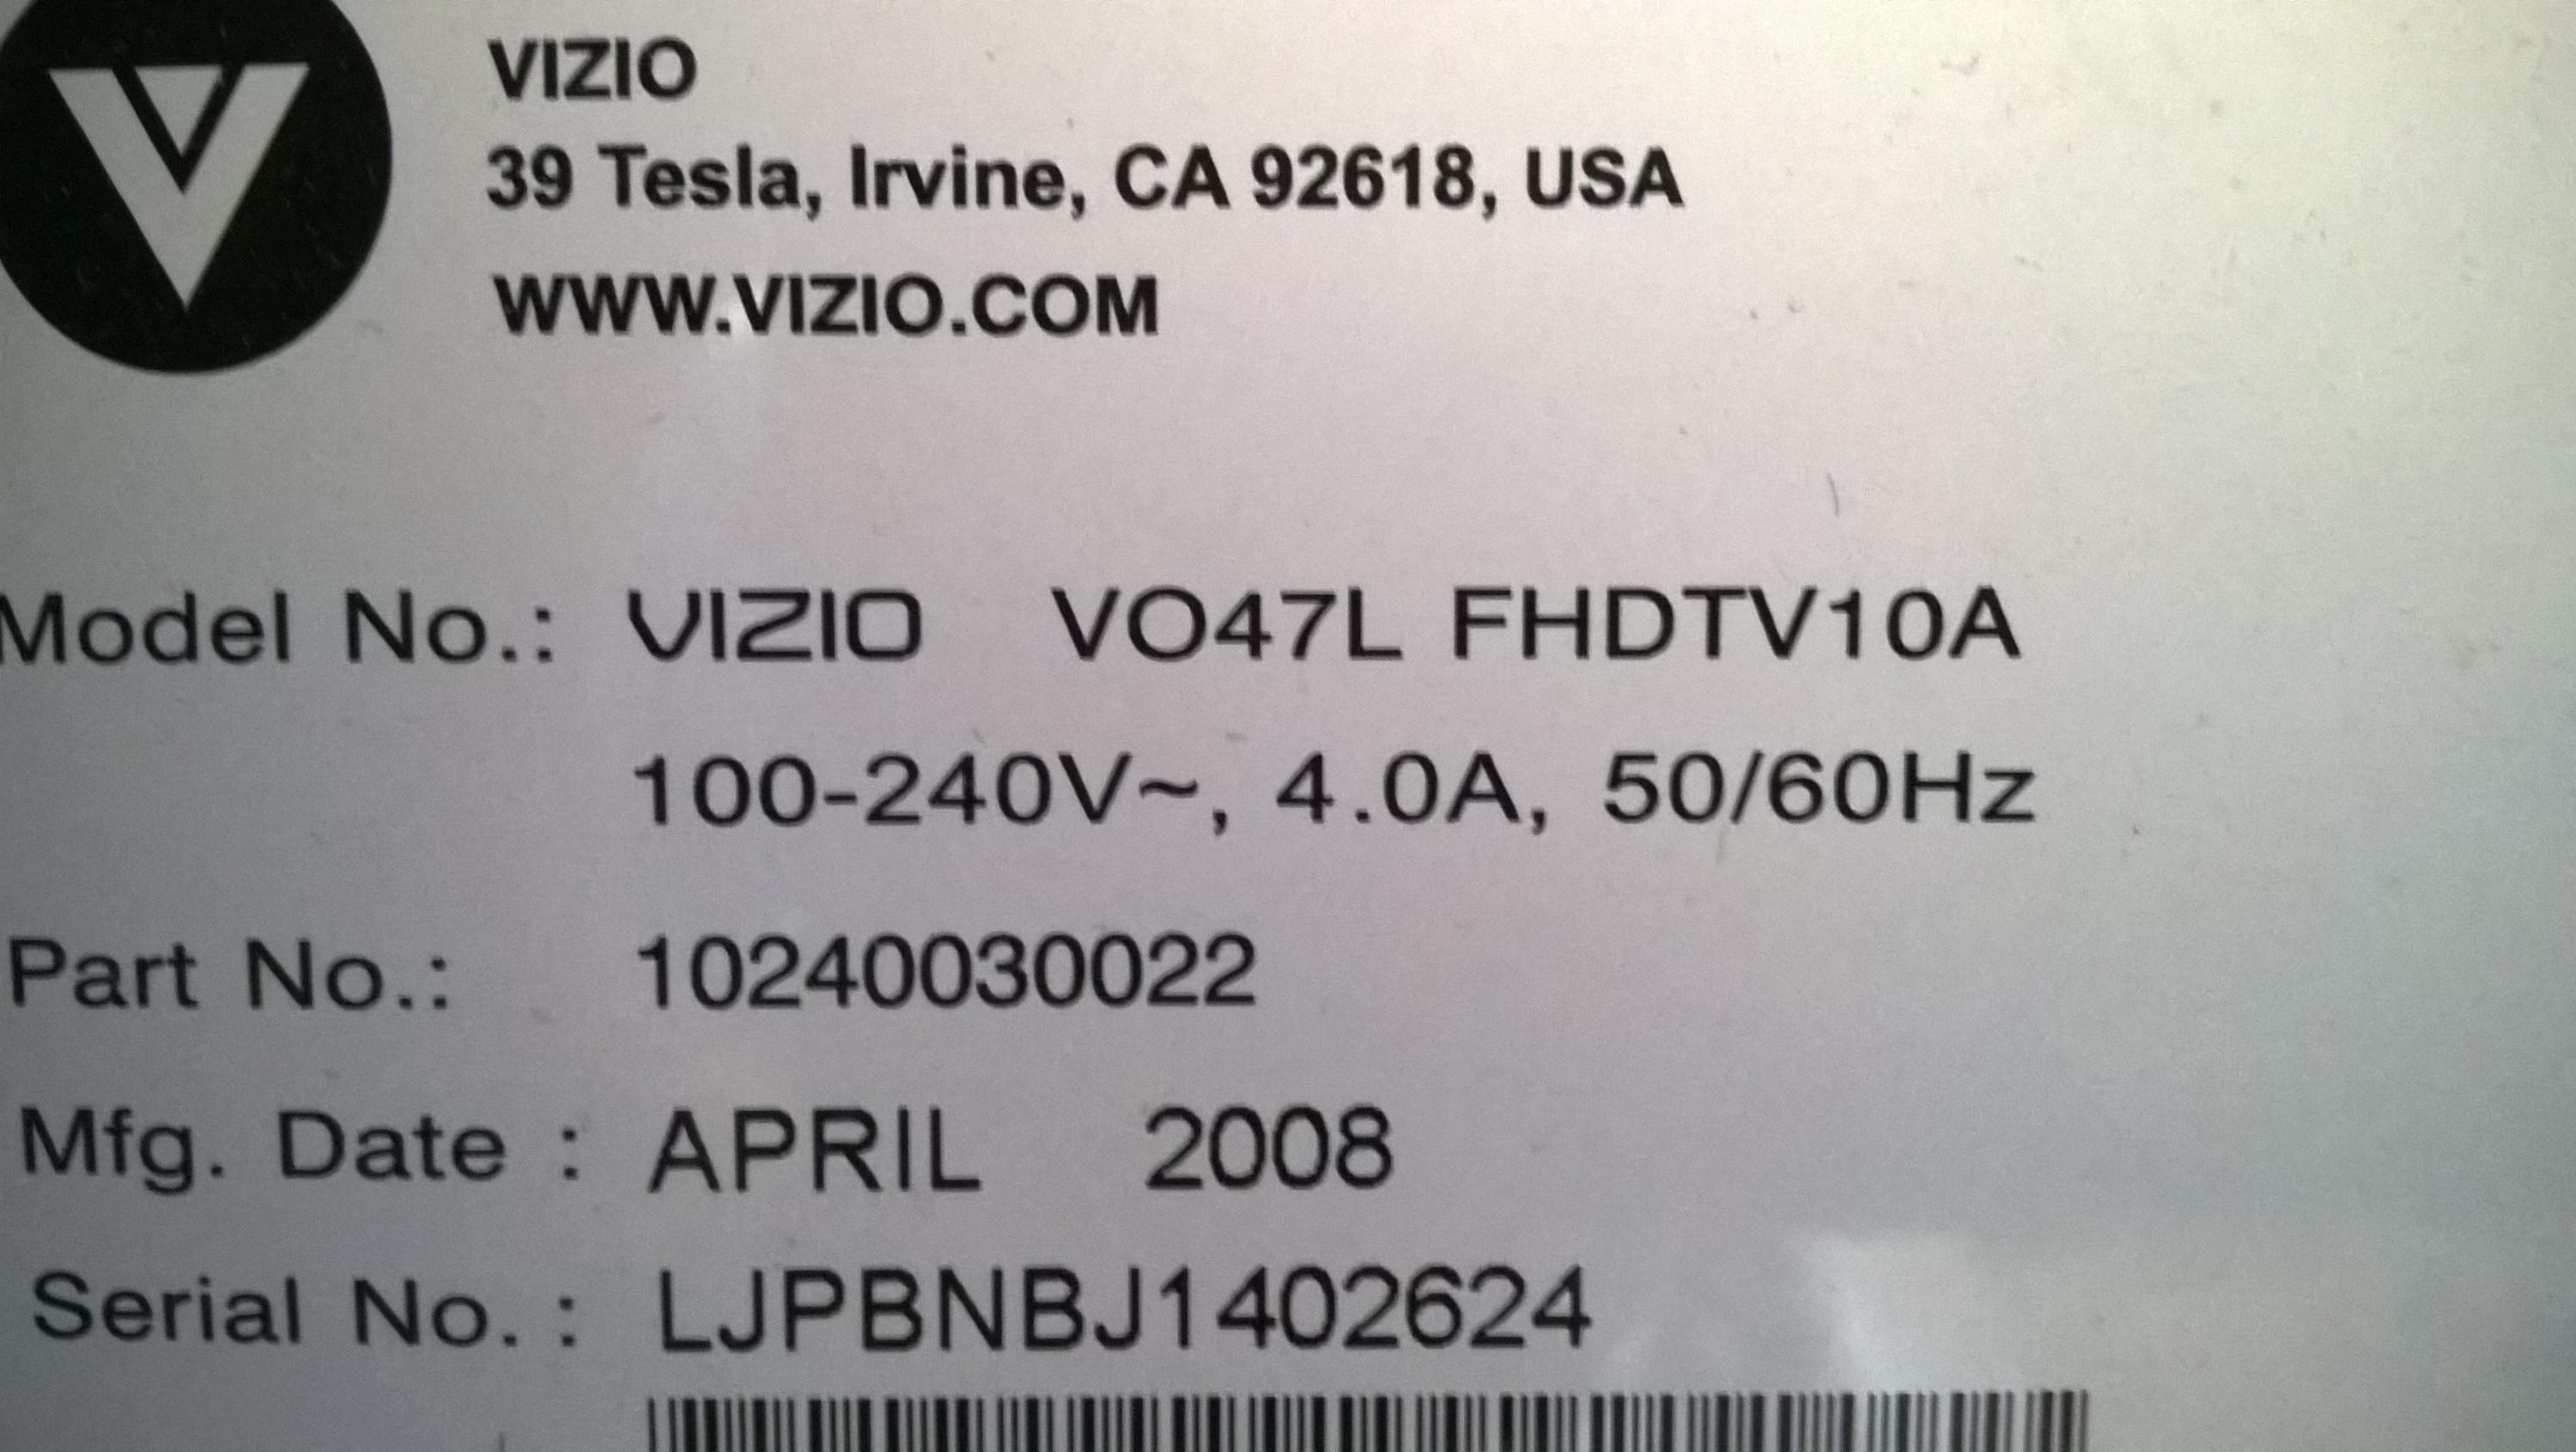 VIZIO
39 Tesla, Irvine, CA 92618, USA
WWW.VIZIO.COM
Model No.: VIZIO VO47L FHDTV10A
100-240V~, 4.0A, 50/60Hz
Part No.: 10240030022
Mfg. Date : APRIL 2008
Serial No. : LJPBNBJ1402624